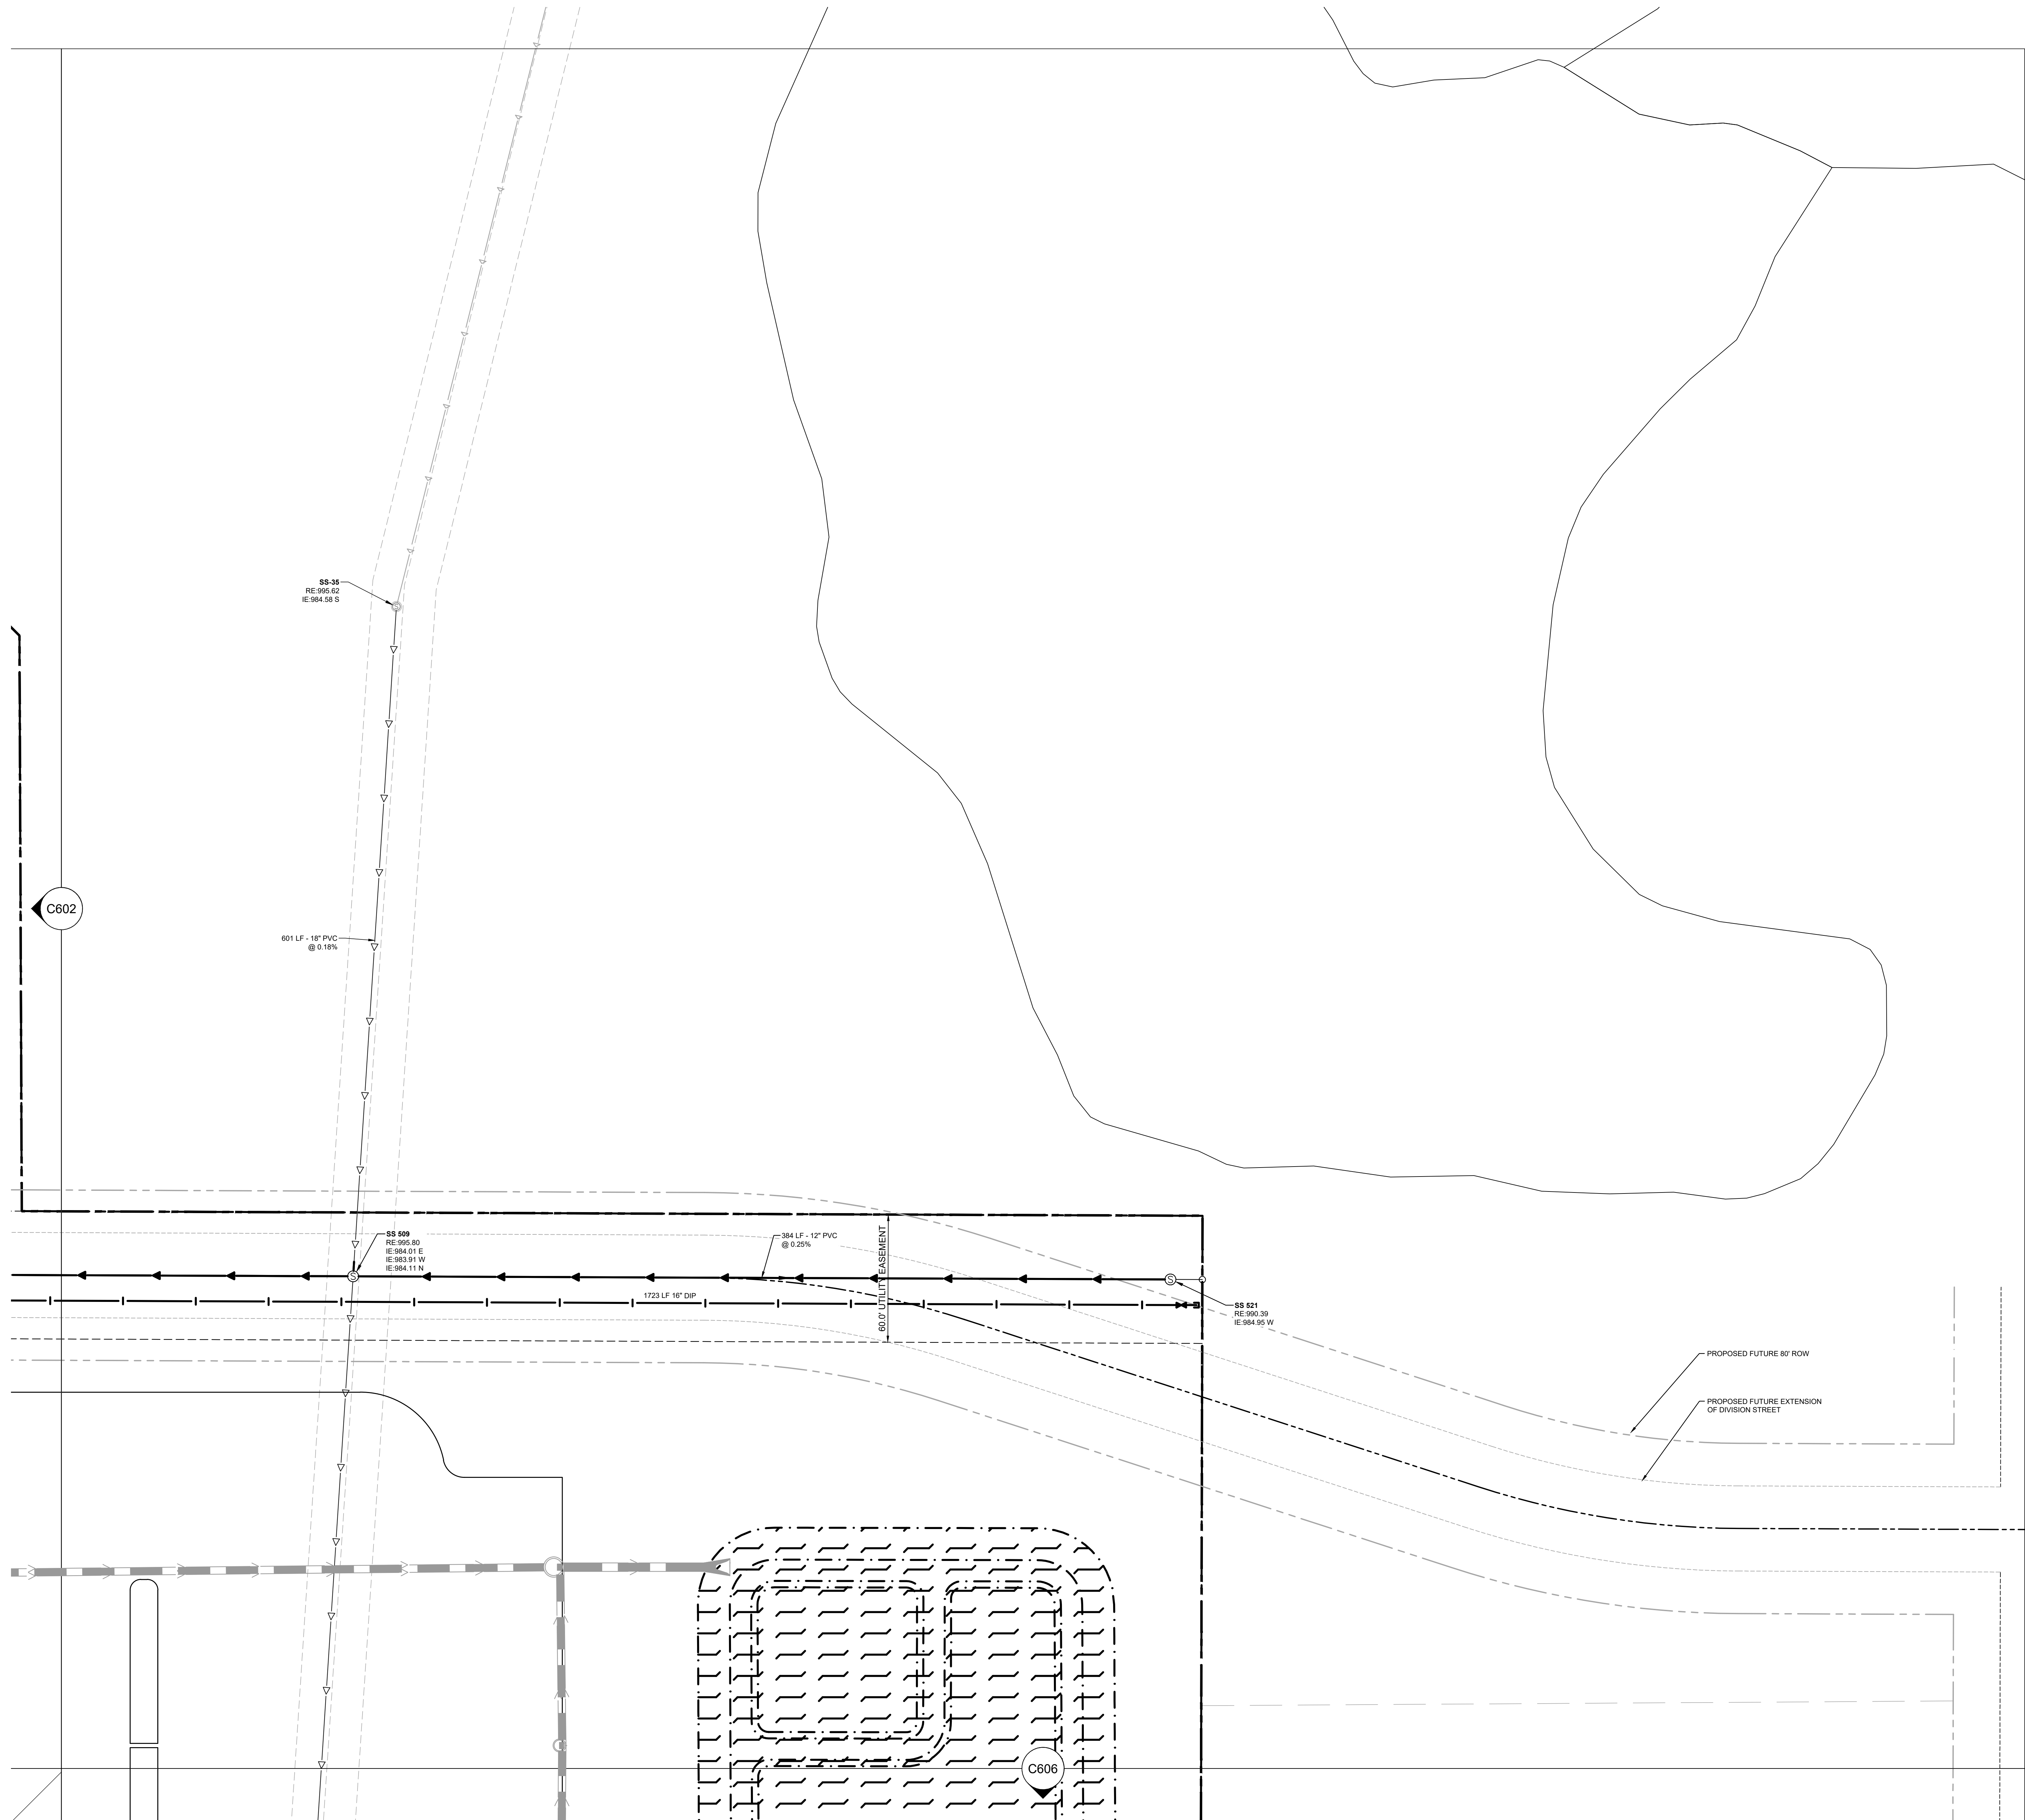 SS-35
RE:995.62
IE:984.58 S
C602
601 LF - 18" PVC
@ 0.18%
SS 509
RE:995.80
IE:984.01 E
IE:983.91 W
IE:984.11 N
384 LF - 12" PVC
@ 0.25%
60.0' UTILITY EASEMENT
1723 LF 16" DIP
SS 521
RE:990.39
IE:984.95 W
PROPOSED FUTURE 80' ROW
PROPOSED FUTURE EXTENSION
OF DIVISION STREET
C606
S
S
S